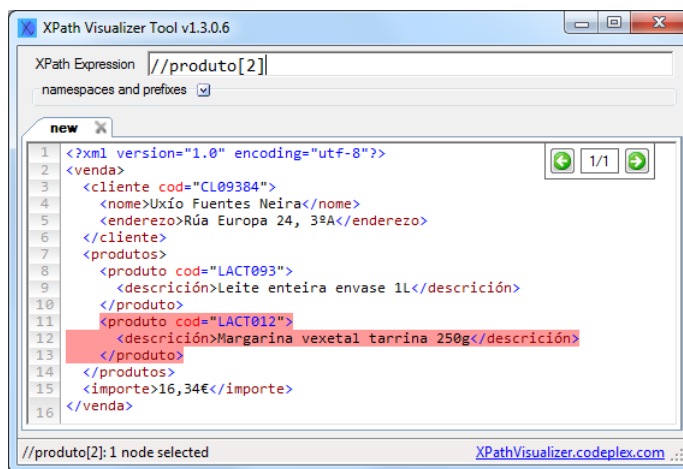 XPath Visualizer Tool v1.3.0.6
XPath Expression //produto[2]
namespaces and prefixes
new
1/1
1 <?xml version="1.0" encoding="utf-8"?>
2 <venda>
3 <cliente cod="CL09384">
4 <nome>Uxío Fuentes Neira</nome>
5 <enderezo>Rúa Europa 24, 3ºA</enderezo>
6 </cliente>
7 <produtos>
8 <produto cod="LACT093">
9 <descrición>Leite enteira envase 1L</descrición>
10 </produto>
11 <produto cod="LACT012">
12 <descrición>Margarina vexetal tarrina 250g</descrición>
13 </produto>
14 </produtos>
15 <importe>16,34€</importe>
16 </venda>
//produto[2]: 1 node selected
XPathVisualizer.codeplex.com